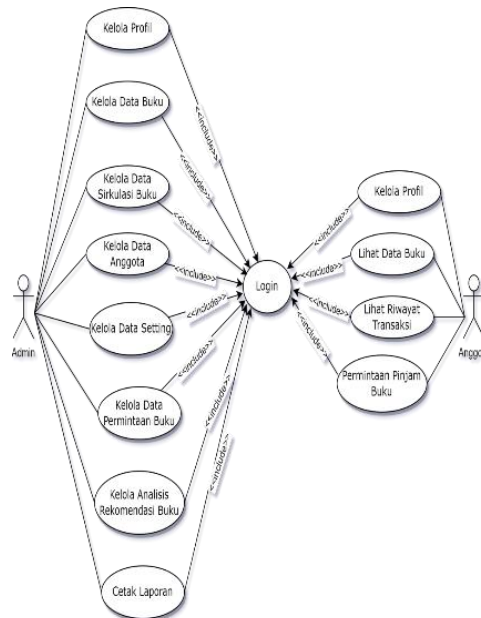 Kelola Profil
<<include>>
Kelola Data Buku
<<include>>
Kelola Data
Sirkulasi Buku
<<include>>
Kelola Data
Anggota
<<include>>
Kelola Data Setting
<<include>>
Kelola Data
Permintaan Buku
<<include>>
Kelola Analisis
Rekomendasi Buku
<<include>>
Cetak Laporan
<<include>>
Admin
Login
Kelola Profil
<<include>>
Lihat Data Buku
<<include>>
Lihat Riwayat
Transaksi
<<include>>
Permintaan Pinjam
Buku
<<include>>
Anggo